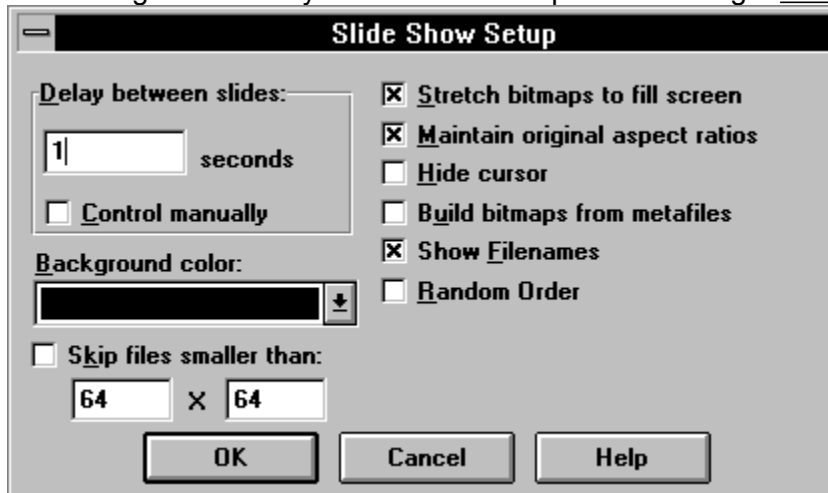 Slide Show Setup
Delay between slides:
1 seconds
Control manually
Background color:
Skip files smaller than:
64 X 64
Stretch bitmaps to fill screen
Maintain original aspect ratios
Hide cursor
Build bitmaps from metafiles
Show Filenames
Random Order
OK Cancel Help